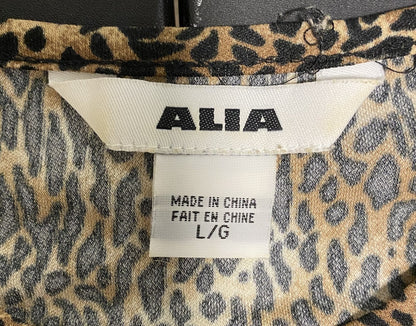 ALIA
MADE IN CHINA
FAIT EN CHINE
L/G